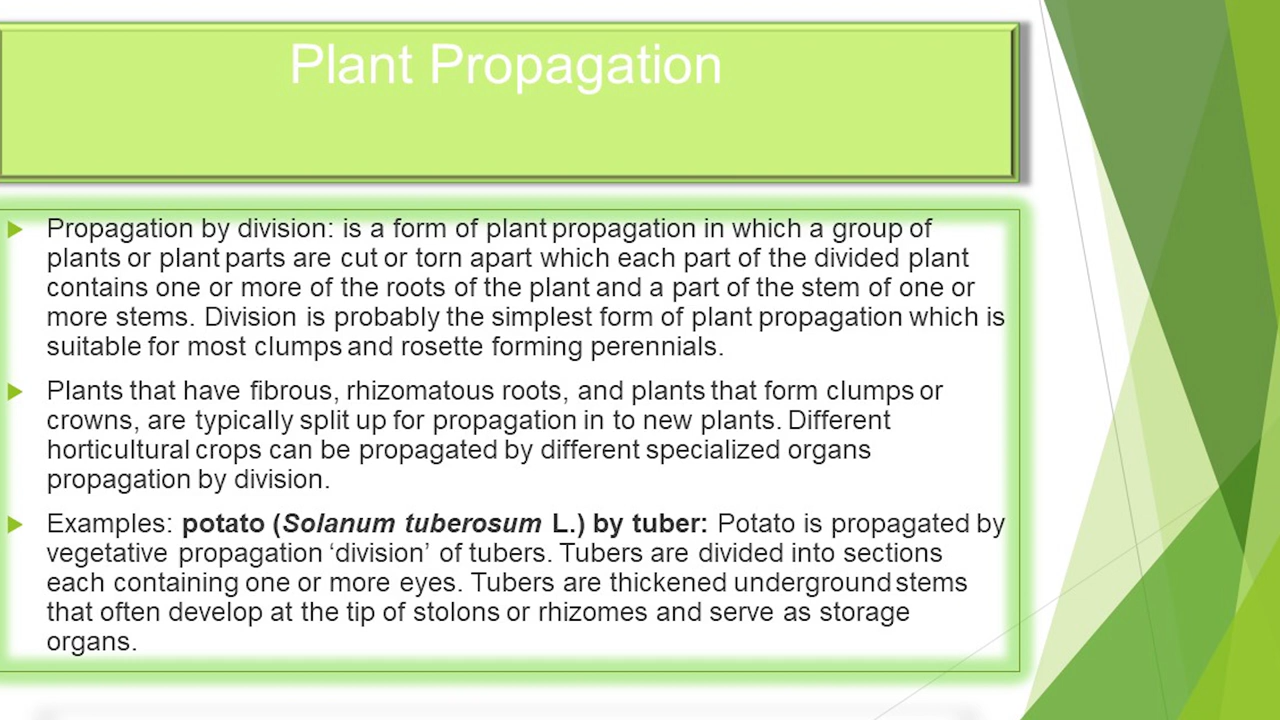 Plant Propagation
Propagation by division: is a form of plant propagation in which a group of
plants or plant parts are cut or torn apart which each part of the divided plant
contains one or more of the roots of the plant and a part of the stem of one or
more stems. Division is probably the simplest form of plant propagation which is
suitable for most clumps and rosette forming perennials.
Plants that have fibrous, rhizomatous roots, and plants that form clumps or
crowns, are typically split up for propagation in to new plants. Different
horticultural crops can be propagated by different specialized organs
propagation by division.
Examples: potato (Solanum tuberosum L.) by tuber: Potato is propagated by
vegetative propagation ‘division’ of tubers. Tubers are divided into sections
each containing one or more eyes. Tubers are thickened underground stems
that often develop at the tip of stolons or rhizomes and serve as storage
organs.